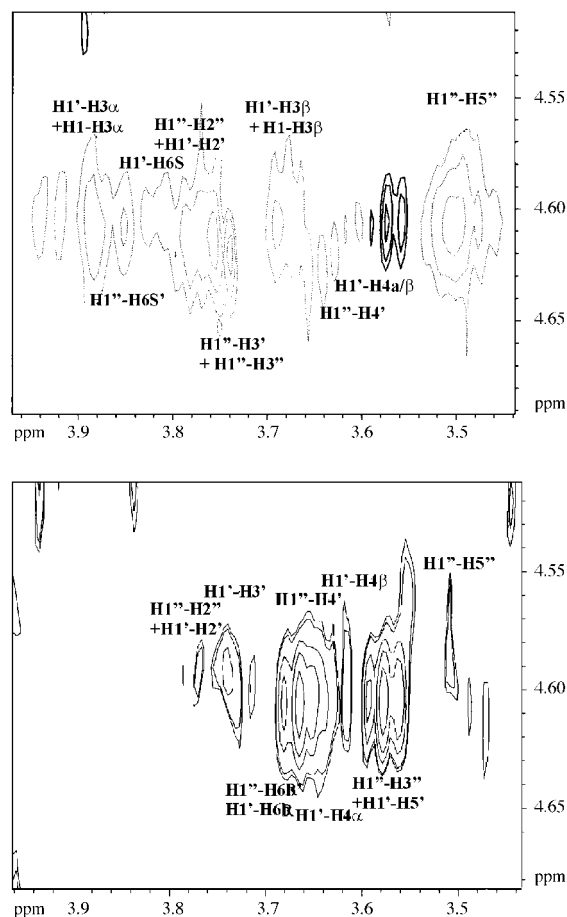 H1’-H3α
+H1-H3α
H1’-H6S
H1”-H2”
+H1’-H2’
H1’-H3β
+ H1-H3β
H1”-H5”
4.55
4.60
4.65
ppm
H1”-H6S’
H1”-H3’
+ H1”-H3”
H1”-H4’
H1’-H4a/β
ppm 3.9 3.8 3.7 3.6 3.5
H1”-H2”
+H1’-H2’
H1’-H3’
H1”-H4’
H1’-H4β
H1”-H5”
4.55
4.60
4.65
ppm
H1”-H6R’
H1’-H6R
H1’-H4α
H1”-H3”
+H1’-H5’
ppm 3.9 3.8 3.7 3.6 3.5